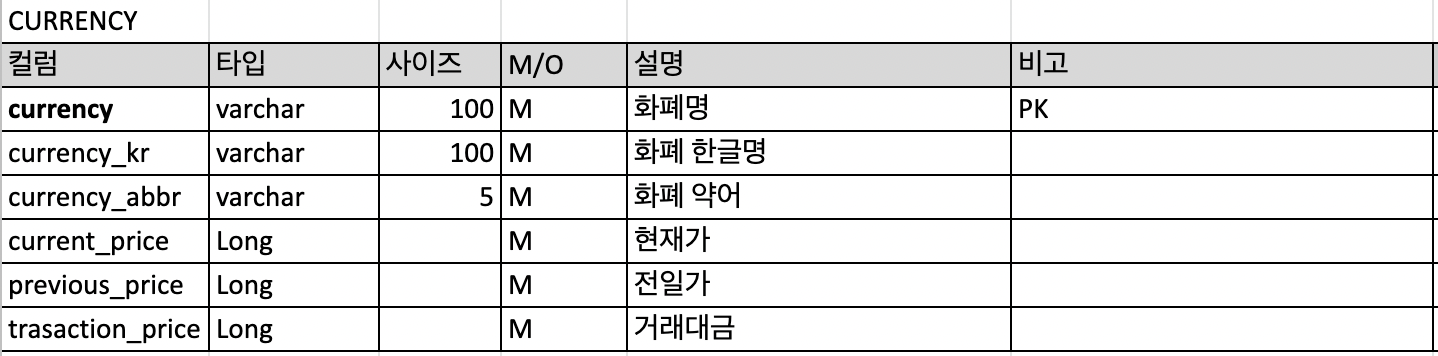 CURRENCY
컬럼 타입 사이즈 M/O 설명 비고
currency varchar 100 M 화폐명 PK
currency_kr varchar 100 M 화폐 한글명
currency_abbr varchar 5 M 화폐 약어
current_price Long M 현재가
previous_price Long M 전일가
trasaction_price Long M 거래대금